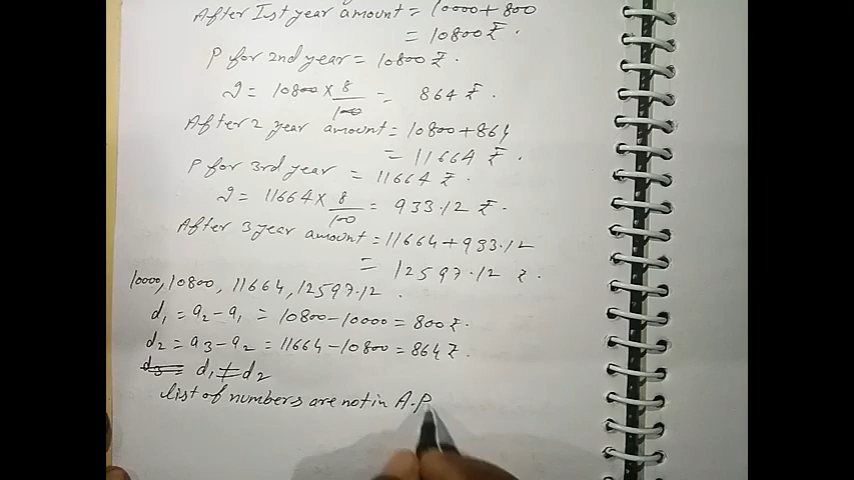 After Ist year amount = 10000 + 800
= 10800 ₹.
P for 2nd year = 10800 ₹.
I = 10800 × 8/100 = 864 ₹.
After 2 year amount = 10800 + 864
= 11664 ₹.
P for 3rd year = 11664 ₹.
I = 11664 × 8/100 = 933.12 ₹.
After 3 year amount = 11664 + 933.12
= 12597.12 ₹.
10000, 10800, 11664, 12597.12 .
d₁ = a₂ - a₁ = 10800 - 10000 = 800 ₹.
d₂ = a₃ - a₂ = 11664 - 10800 = 864 ₹.
d₃ = d₁ ≠ d₂
list of numbers are not in A.P